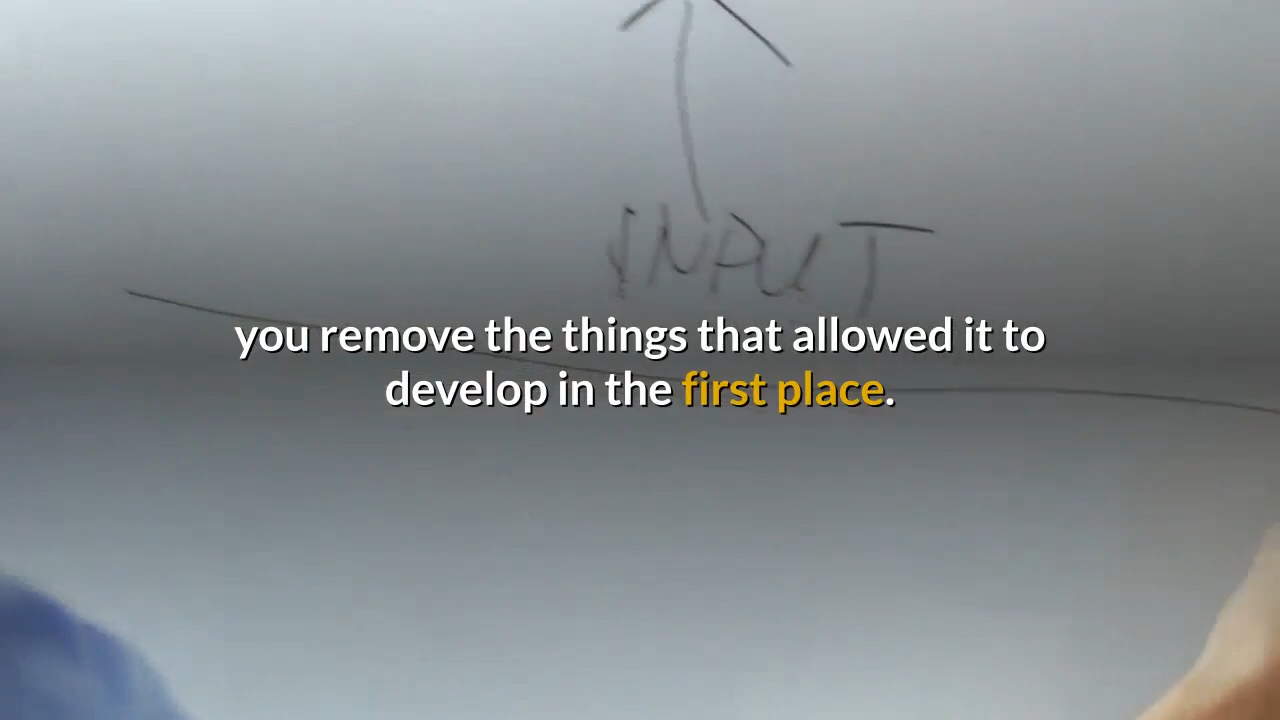 INPUT
you remove the things that allowed it to
develop in the first place.